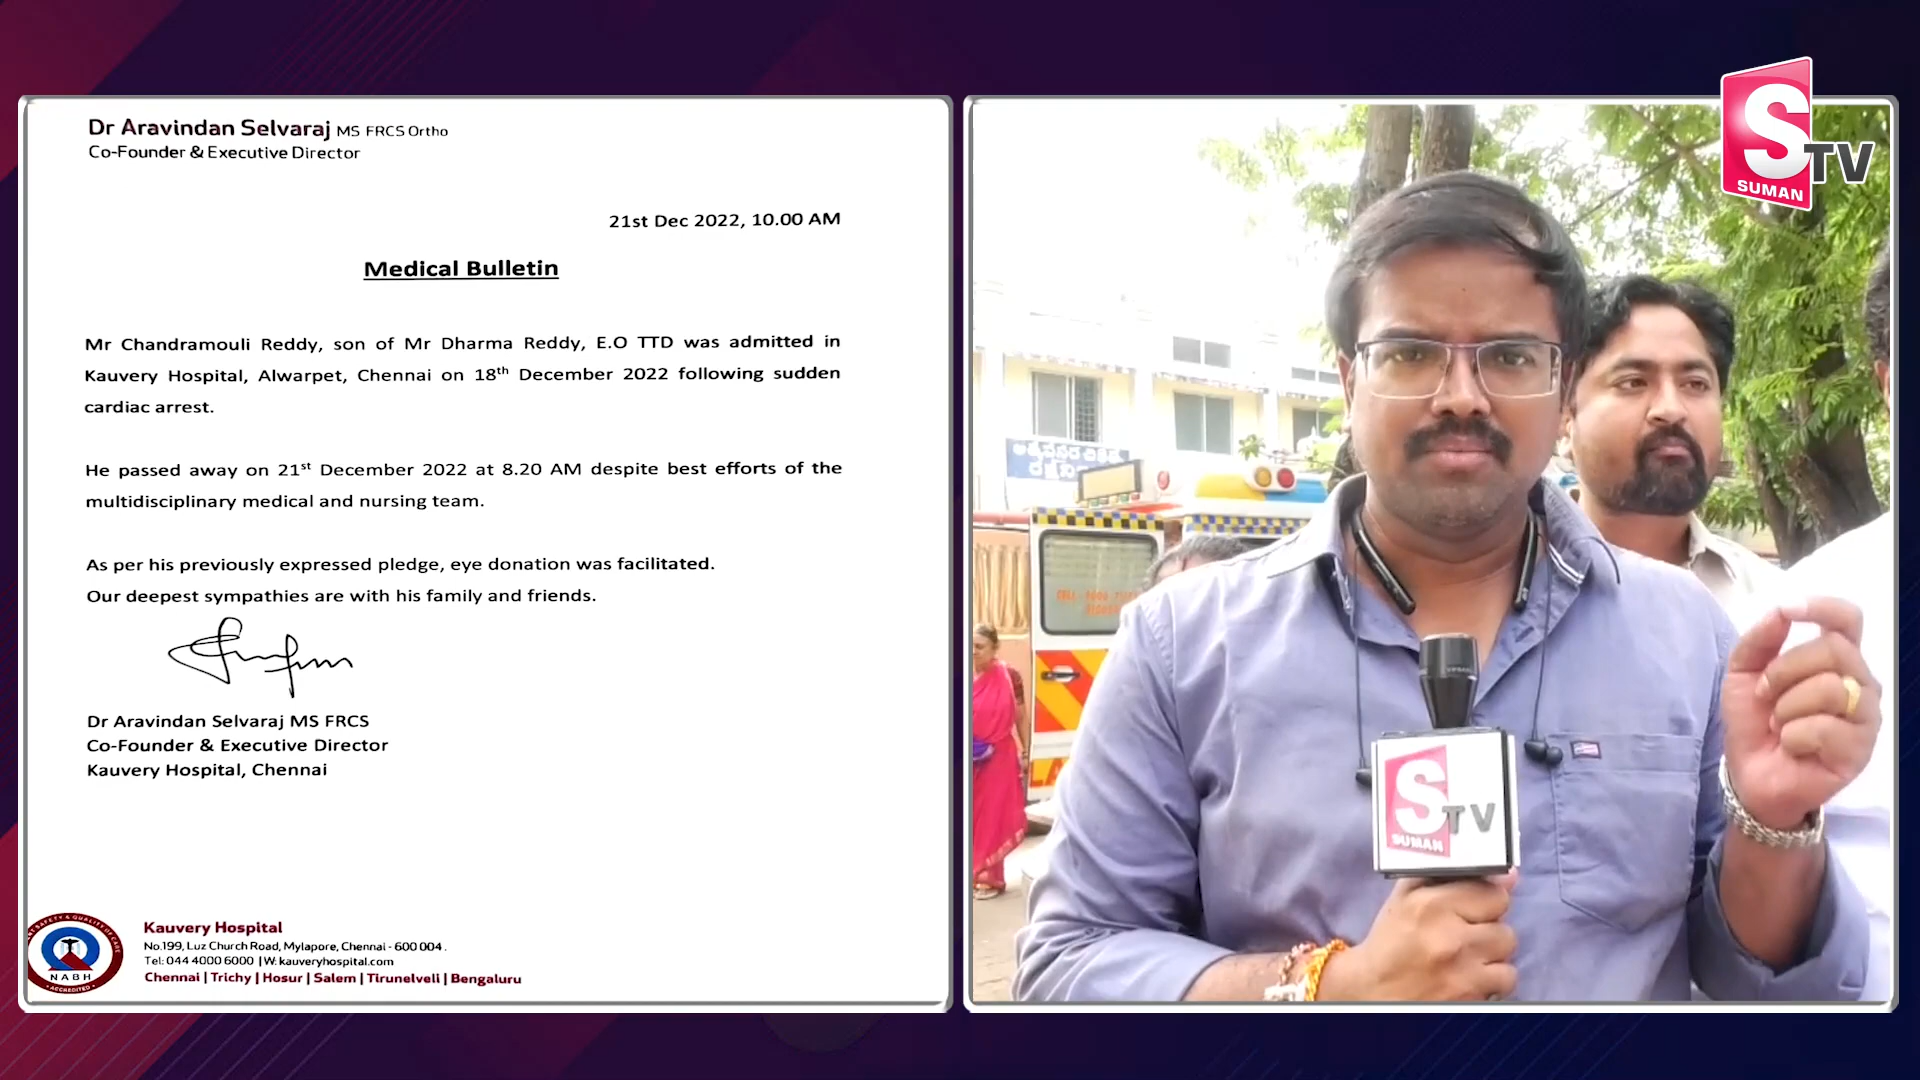 Dr Aravindan Selvaraj MS FRCS Ortho
Co-Founder & Executive Director
21st Dec 2022, 10.00 AM
Medical Bulletin
Mr Chandramouli Reddy, son of Mr Dharma Reddy, E.O TTD was admitted in
Kauvery Hospital, Alwarpet, Chennai on 18th December 2022 following sudden
cardiac arrest.
He passed away on 21st December 2022 at 8.20 AM despite best efforts of the
multidisciplinary medical and nursing team.
As per his previously expressed pledge, eye donation was facilitated.
Our deepest sympathies are with his family and friends.
Dr Aravindan Selvaraj MS FRCS
Co-Founder & Executive Director
Kauvery Hospital, Chennai
NABH
ACCREDITED
Kauvery Hospital
No.199, Luz Church Road, Mylapore, Chennai - 600 004.
Tel: 044 4000 6000 | W: kauveryhospital.com
Chennai | Trichy | Hosur | Salem | Tirunelveli | Bengaluru
S TV
SUMAN
S TV
SUMAN